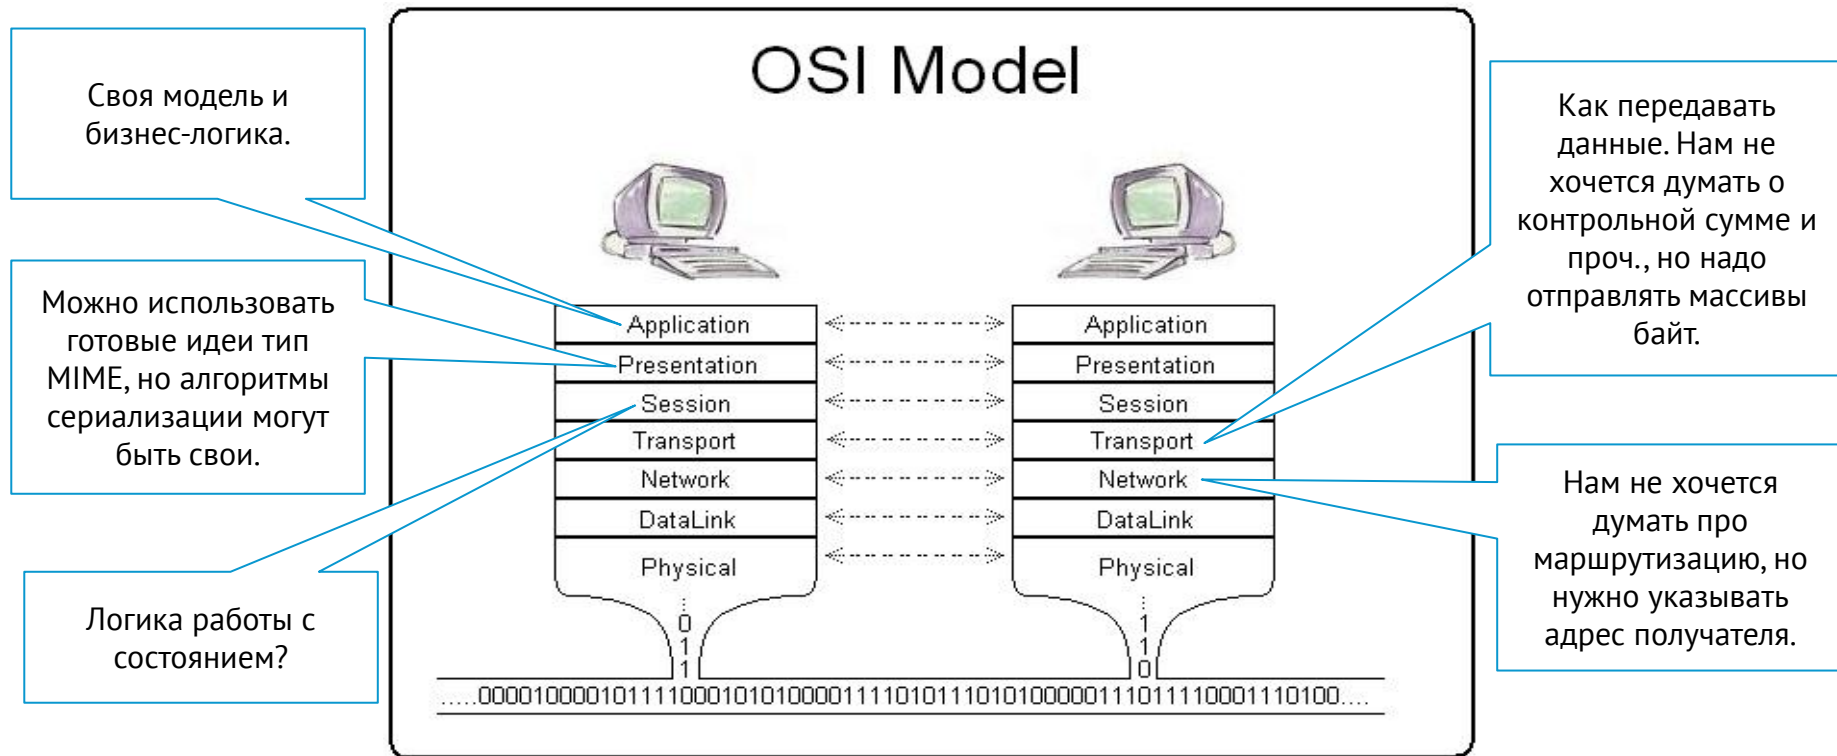 OSI Model
Своя модель и
бизнес-логика.
Можно использовать
готовые идеи тип
MIME, но алгоритмы
сериализации могут
быть свои.
Логика работы с
состоянием?
Application
Presentation
Session
Transport
Network
DataLink
Physical
0
1
1
Application
Presentation
Session
Transport
Network
DataLink
Physical
1
1
0
Как передавать
данные. Нам не
хочется думать о
контрольной сумме и
проч., но надо
отправлять массивы
байт.
Нам не хочется
думать про
маршрутизацию, но
нужно указывать
адрес получателя.
.....0000100001011110001010100001111010111010100000111011110001110100....